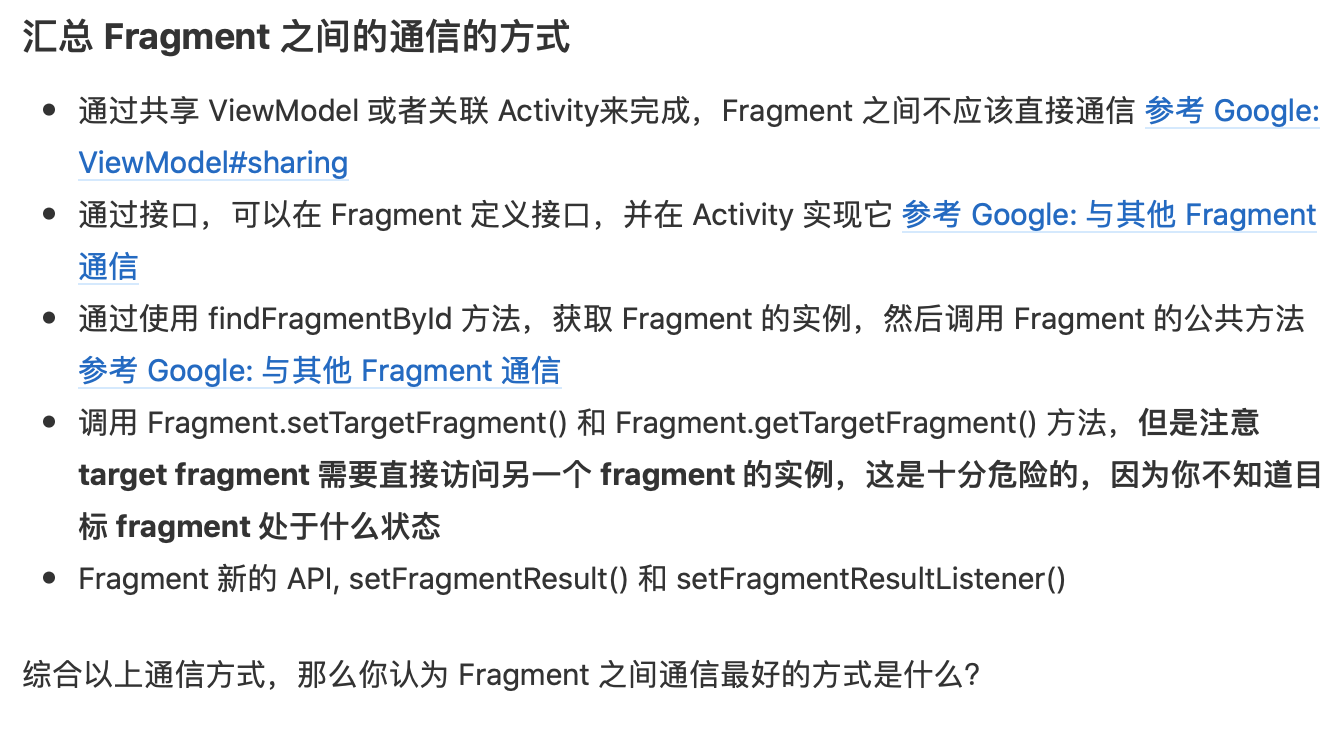 汇总 Fragment 之间的通信的方式
• 通过共享 ViewModel 或者关联 Activity来完成，Fragment 之间不应该直接通信 参考 Google:
ViewModel#sharing
• 通过接口，可以在 Fragment 定义接口，并在 Activity 实现它 参考 Google: 与其他 Fragment
通信
• 通过使用 findFragmentById 方法，获取 Fragment 的实例，然后调用 Fragment 的公共方法
参考 Google: 与其他 Fragment 通信
• 调用 Fragment.setTargetFragment() 和 Fragment.getTargetFragment() 方法，但是注意
target fragment 需要直接访问另一个 fragment 的实例，这是十分危险的，因为你不知道目
标 fragment 处于什么状态
• Fragment 新的 API, setFragmentResult() 和 setFragmentResultListener()
综合以上通信方式，那么你认为 Fragment 之间通信最好的方式是什么？